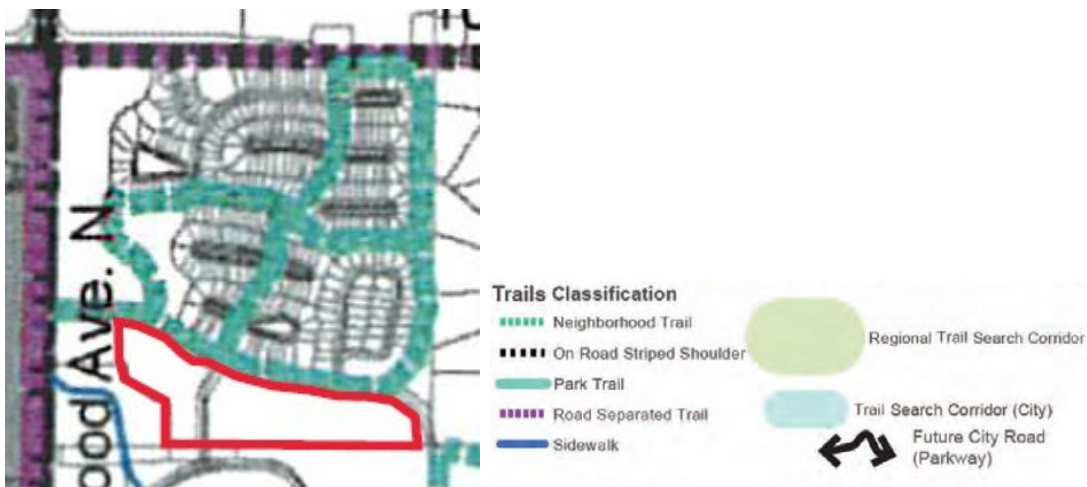 ood Ave. N.
Trails Classification
Neighborhood Trail
On Road Striped Shoulder
Park Trail
Road Separated Trail
Sidewalk
Regional Trail Search Corridor
Trail Search Corridor (City)
Future City Road
(Parkway)